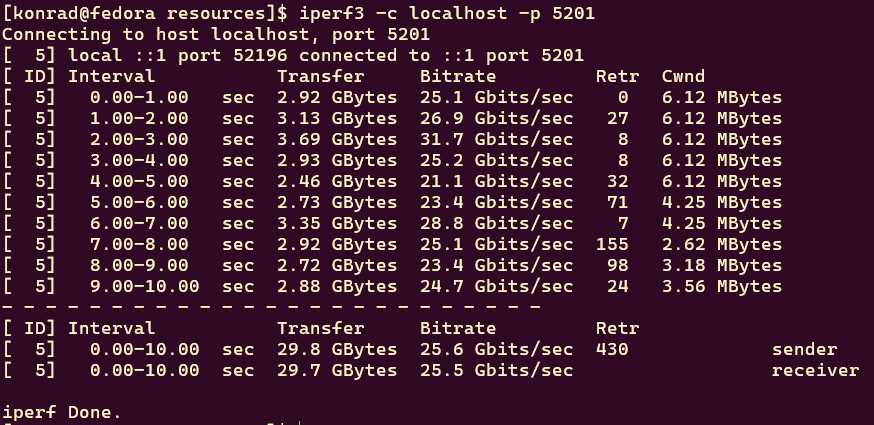 [konrad@fedora resources]$ iperf3 -c localhost -p 5201
Connecting to host localhost, port 5201
[  5] local ::1 port 52196 connected to ::1 port 5201
[ ID] Interval           Transfer     Bitrate         Retr  Cwnd
[  5]   0.00-1.00   sec  2.92 GBytes  25.1 Gbits/sec    0   6.12 MBytes
[  5]   1.00-2.00   sec  3.13 GBytes  26.9 Gbits/sec   27   6.12 MBytes
[  5]   2.00-3.00   sec  3.69 GBytes  31.7 Gbits/sec    8   6.12 MBytes
[  5]   3.00-4.00   sec  2.93 GBytes  25.2 Gbits/sec    8   6.12 MBytes
[  5]   4.00-5.00   sec  2.46 GBytes  21.1 Gbits/sec   32   6.12 MBytes
[  5]   5.00-6.00   sec  2.73 GBytes  23.4 Gbits/sec   71   4.25 MBytes
[  5]   6.00-7.00   sec  3.35 GBytes  28.8 Gbits/sec    7   4.25 MBytes
[  5]   7.00-8.00   sec  2.92 GBytes  25.1 Gbits/sec  155   2.62 MBytes
[  5]   8.00-9.00   sec  2.72 GBytes  23.4 Gbits/sec   98   3.18 MBytes
[  5]   9.00-10.00  sec  2.88 GBytes  24.7 Gbits/sec   24   3.56 MBytes
- - - - - - - - - - - - - - - - - - - - - - - - -
[ ID] Interval           Transfer     Bitrate         Retr
[  5]   0.00-10.00  sec  29.8 GBytes  25.6 Gbits/sec  430             sender
[  5]   0.00-10.00  sec  29.7 GBytes  25.5 Gbits/sec                  receiver

iperf Done.